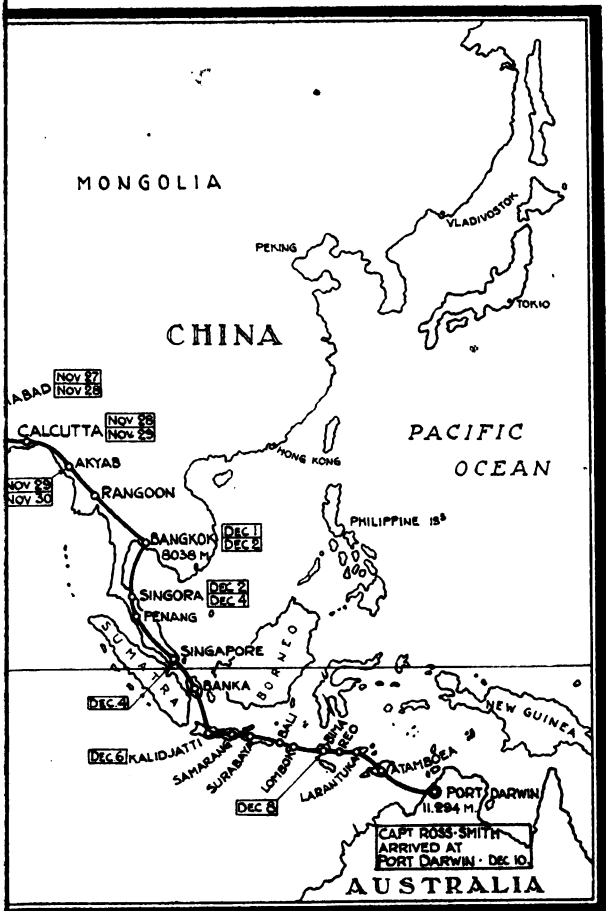 MONGOLIA
VLADIVOSTOK
PEKING
TOKIO
CHINA
NOV 27
ABAD NOV 28
CALCUTTA NOV 28
NOV 29
PACIFIC
OCEAN
HONG KONG
AKYAB
NOV 29
NOV 30
RANGOON
PHILIPPINE ISS
BANGKOK DEC 1
8038 M. DEC 2
SINGORA DEC 2
DEC 4
PENANG
SUMATRA
SINGAPORE
BORNEO
BANKA
DEC. 4
NEW GUINEA
DEC 6 KALIDJATTI
SAMARANG
SURABAYA
BALI
LOMBOK
BIMA
REO
LARANTUKA
ATAMBOEA
DEC 8
PORT DARWIN
11.294 M.
CAPT ROSS-SMITH
ARRIVED AT
PORT DARWIN · DEC 10.
AUSTRALIA